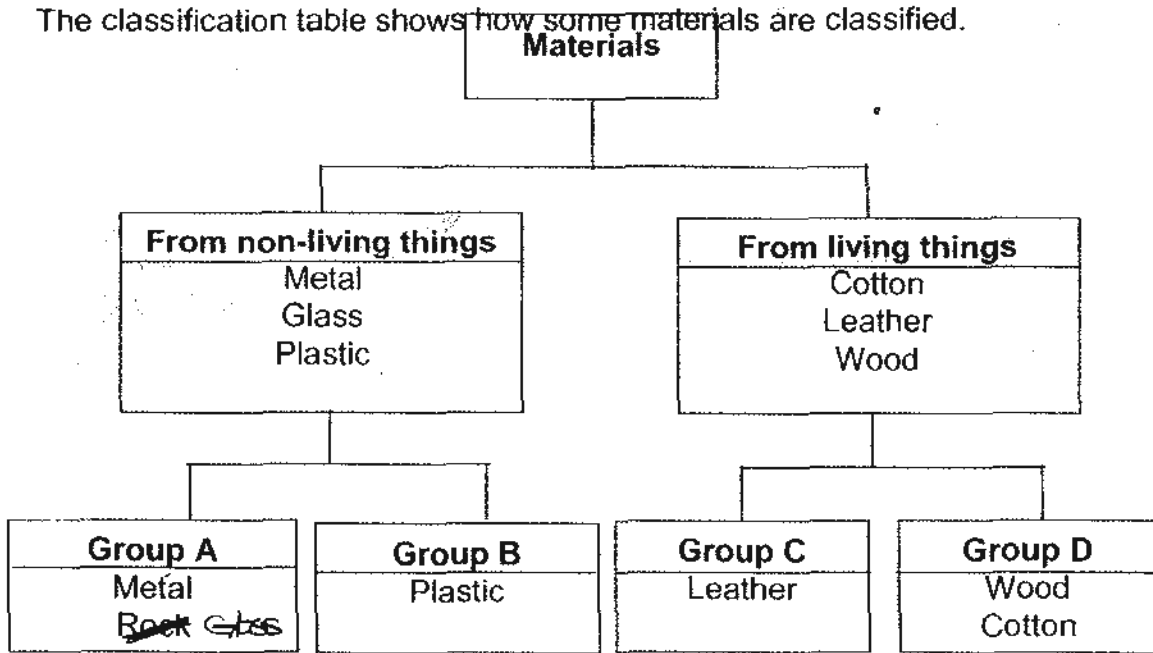 The classification table shows how some materials are classified.
Materials
From non-living things
Metal
Glass
Plastic
From living things
Cotton
Leather
Wood
Group A
Metal
Rock Glass
Group B
Plastic
Group C
Leather
Group D
Wood
Cotton